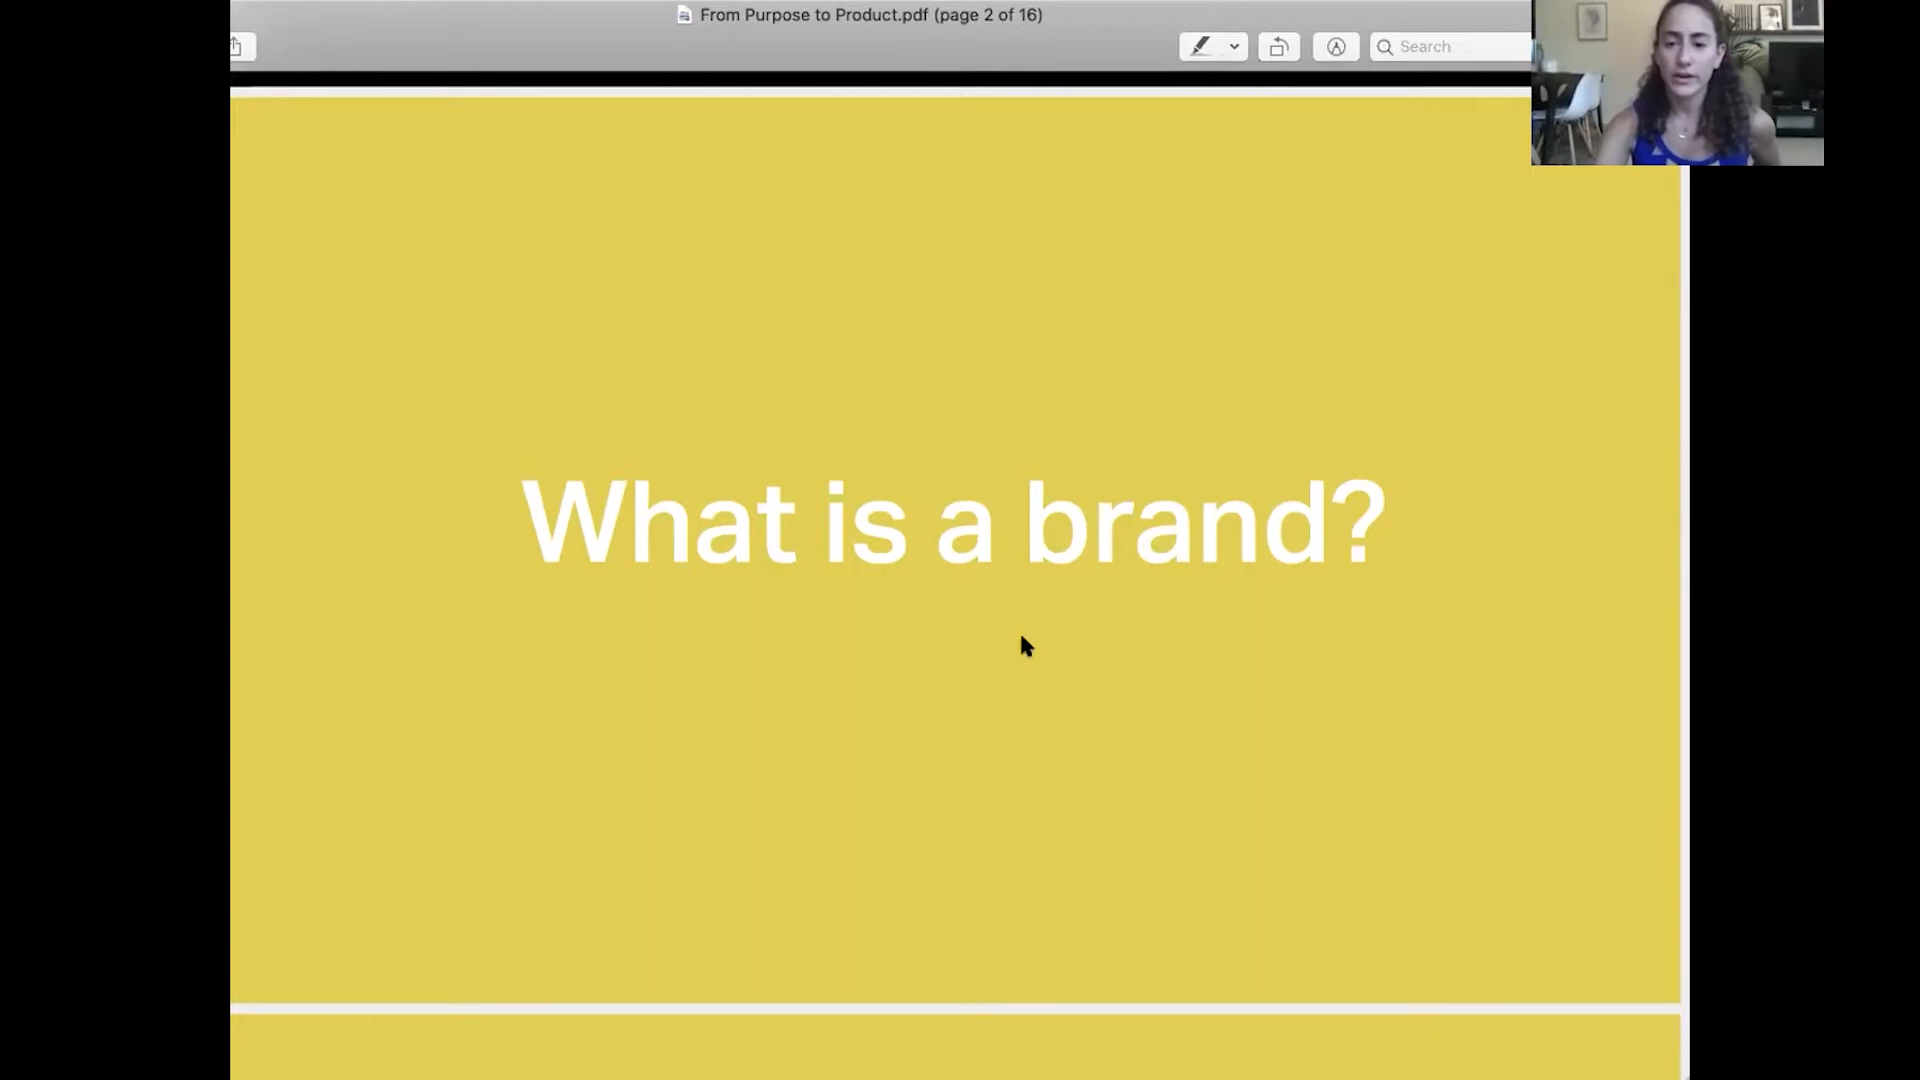 From Purpose to Product.pdf (page 2 of 16)
Search
What is a brand?